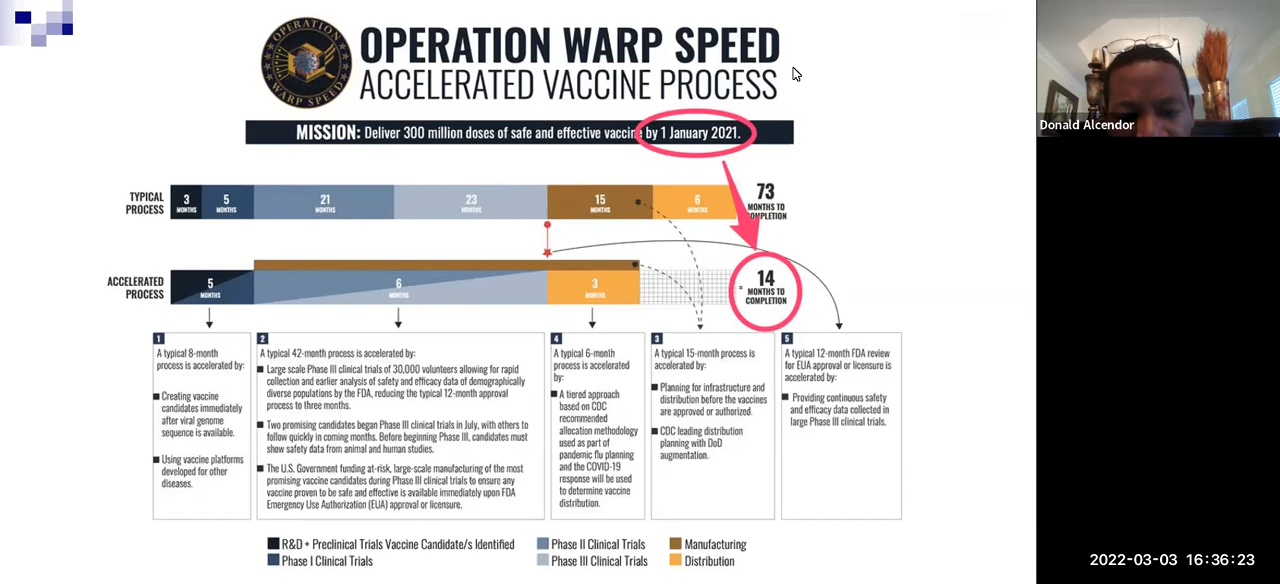 OPERATION
WARP SPEED
OPERATION WARP SPEED
ACCELERATED VACCINE PROCESS
MISSION: Deliver 300 million doses of safe and effective vaccine by 1 January 2021.
TYPICAL
PROCESS
3
MONTHS
5
MONTHS
21
MONTHS
23
MONTHS
15
MONTHS
6
MONTHS
73
MONTHS TO
COMPLETION
ACCELERATED
PROCESS
5
MONTHS
6
MONTHS
3
MONTHS
14
MONTHS TO
COMPLETION
1
A typical 8-month
process is accelerated by:
■ Creating vaccine
candidates immediately
after viral genome
sequence is available.
■ Using vaccine platforms
developed for other
diseases.
2
A typical 42-month process is accelerated by:
■ Large scale Phase III clinical trials of 30,000 volunteers allowing for rapid
collection and earlier analysis of safety and efficacy data of demographically
diverse populations by the FDA, reducing the typical 12-month approval
process to three months.
■ Two promising candidates began Phase III clinical trials in July, with others to
follow quickly in coming months. Before beginning Phase III, candidates must
show safety data from animal and human studies.
■ The U.S. Government funding at-risk, large-scale manufacturing of the most
promising vaccine candidates during Phase III clinical trials to ensure any
vaccine proven to be safe and effective is available immediately upon FDA
Emergency Use Authorization (EUA) approval or licensure.
4
A typical 6-month
process is accelerated
by:
■ A tiered approach
based on CDC
recommended
allocation methodology
used as part of
pandemic flu planning
and the COVID-19
response will be used
to determine vaccine
distribution.
3
A typical 15-month process is
accelerated by:
■ Planning for infrastructure and
distribution before the vaccines
are approved or authorized.
■ CDC leading distribution
planning with DoD
augmentation.
5
A typical 12-month FDA review
for EUA approval or licensure is
accelerated by:
■ Providing continuous safety
and efficacy data collected in
large Phase III clinical trials.
R&D + Preclinical Trials Vaccine Candidate/s Identified
Phase I Clinical Trials
Phase II Clinical Trials
Phase III Clinical Trials
Manufacturing
Distribution
Donald Alcendor
2022-03-03 16:36:23